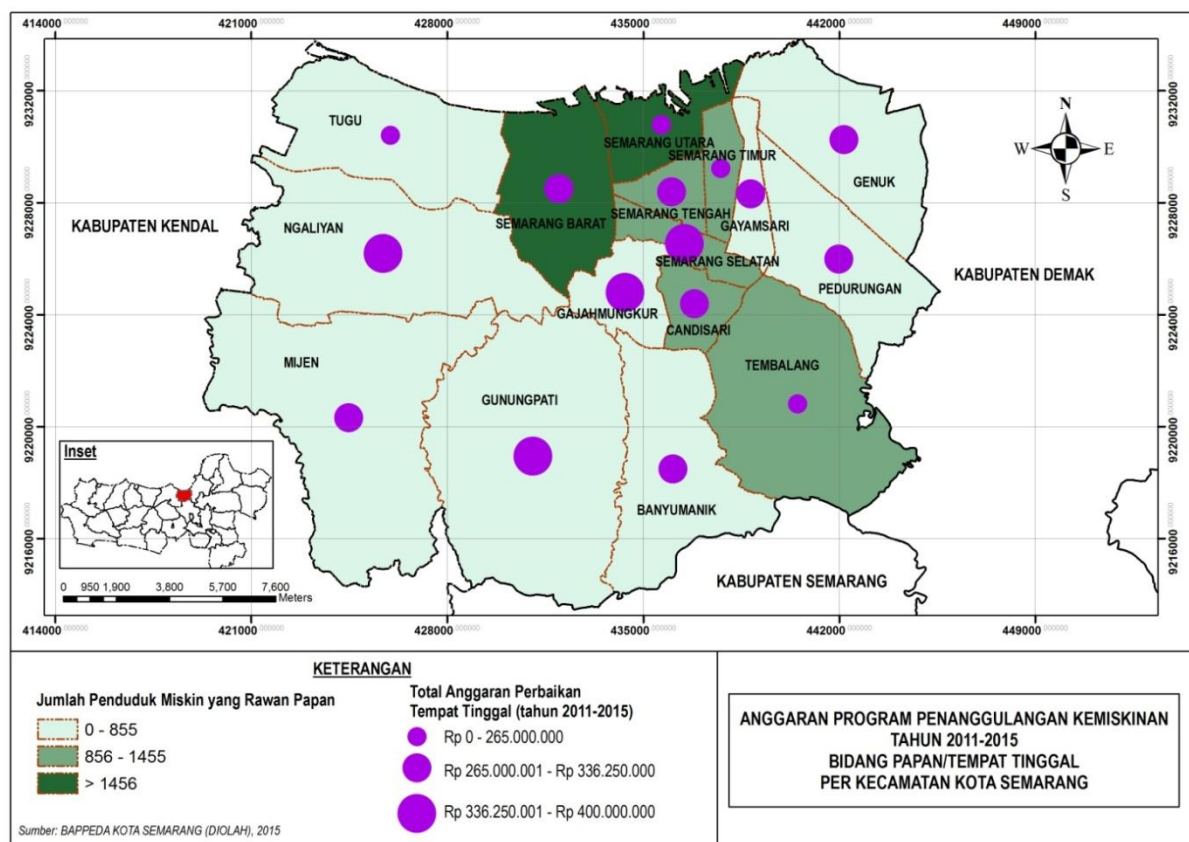 414000 421000 428000 435000 442000 449000
9232000 9232000
9228000 9228000
9224000 9224000
9220000 9220000
9216000 9216000
N
W E
S
TUGU
SEMARANG UTARA
SEMARANG TIMUR
GENUK
NGALIYAN
SEMARANG BARAT
SEMARANG TENGAH
GAYAMSARI
KABUPATEN KENDAL
SEMARANG SELATAN
KABUPATEN DEMAK
PEDURUNGAN
GAJAHMUNGKUR
CANDISARI
MIJEN
TEMBALANG
GUNUNGPATI
BANYUMANIK
KABUPATEN SEMARANG
Inset
0 950 1,900 3,800 5,700 7,600
Meters
414000 421000 428000 435000 442000 449000
KETERANGAN
Jumlah Penduduk Miskin yang Rawan Papan
0 - 855
856 - 1455
> 1456
Total Anggaran Perbaikan
Tempat Tinggal (tahun 2011-2015)
Rp 0 - 265.000.000
Rp 265.000.001 - Rp 336.250.000
Rp 336.250.001 - Rp 400.000.000
Sumber: BAPPEDA KOTA SEMARANG (DIOLAH), 2015
ANGGARAN PROGRAM PENANGGULANGAN KEMISKINAN
TAHUN 2011-2015
BIDANG PAPAN/TEMPAT TINGGAL
PER KECAMATAN KOTA SEMARANG